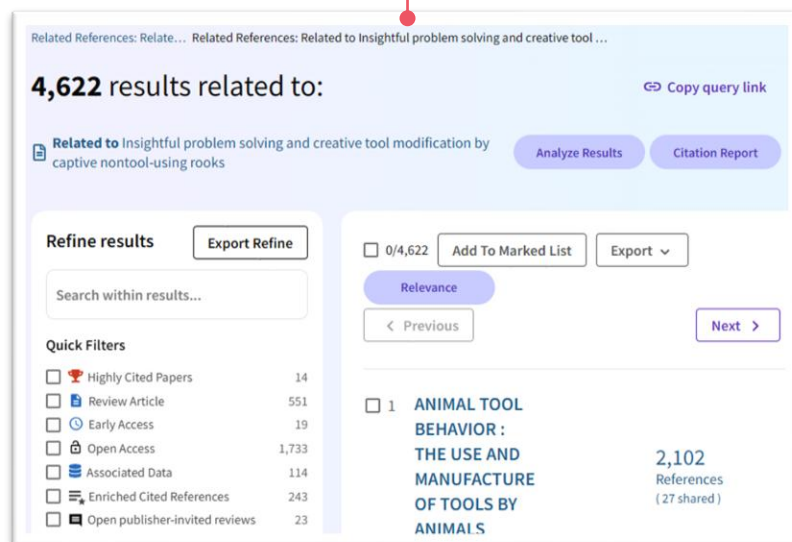 Related References: Relate... Related References: Related to Insightful problem solving and creative tool ...
4,622 results related to:
Copy query link
Related to Insightful problem solving and creative tool modification by
captive nontool-using rooks
Analyze Results
Citation Report
Refine results
Export Refine
Search within results...
Quick Filters
Highly Cited Papers 14
Review Article 551
Early Access 19
Open Access 1,733
Associated Data 114
Enriched Cited References 243
Open publisher-invited reviews 23
0/4,622
Add To Marked List
Export
Relevance
Previous
Next
1
ANIMAL TOOL
BEHAVIOR :
THE USE AND
MANUFACTURE
OF TOOLS BY
ANIMALS
2,102
References
( 27 shared )